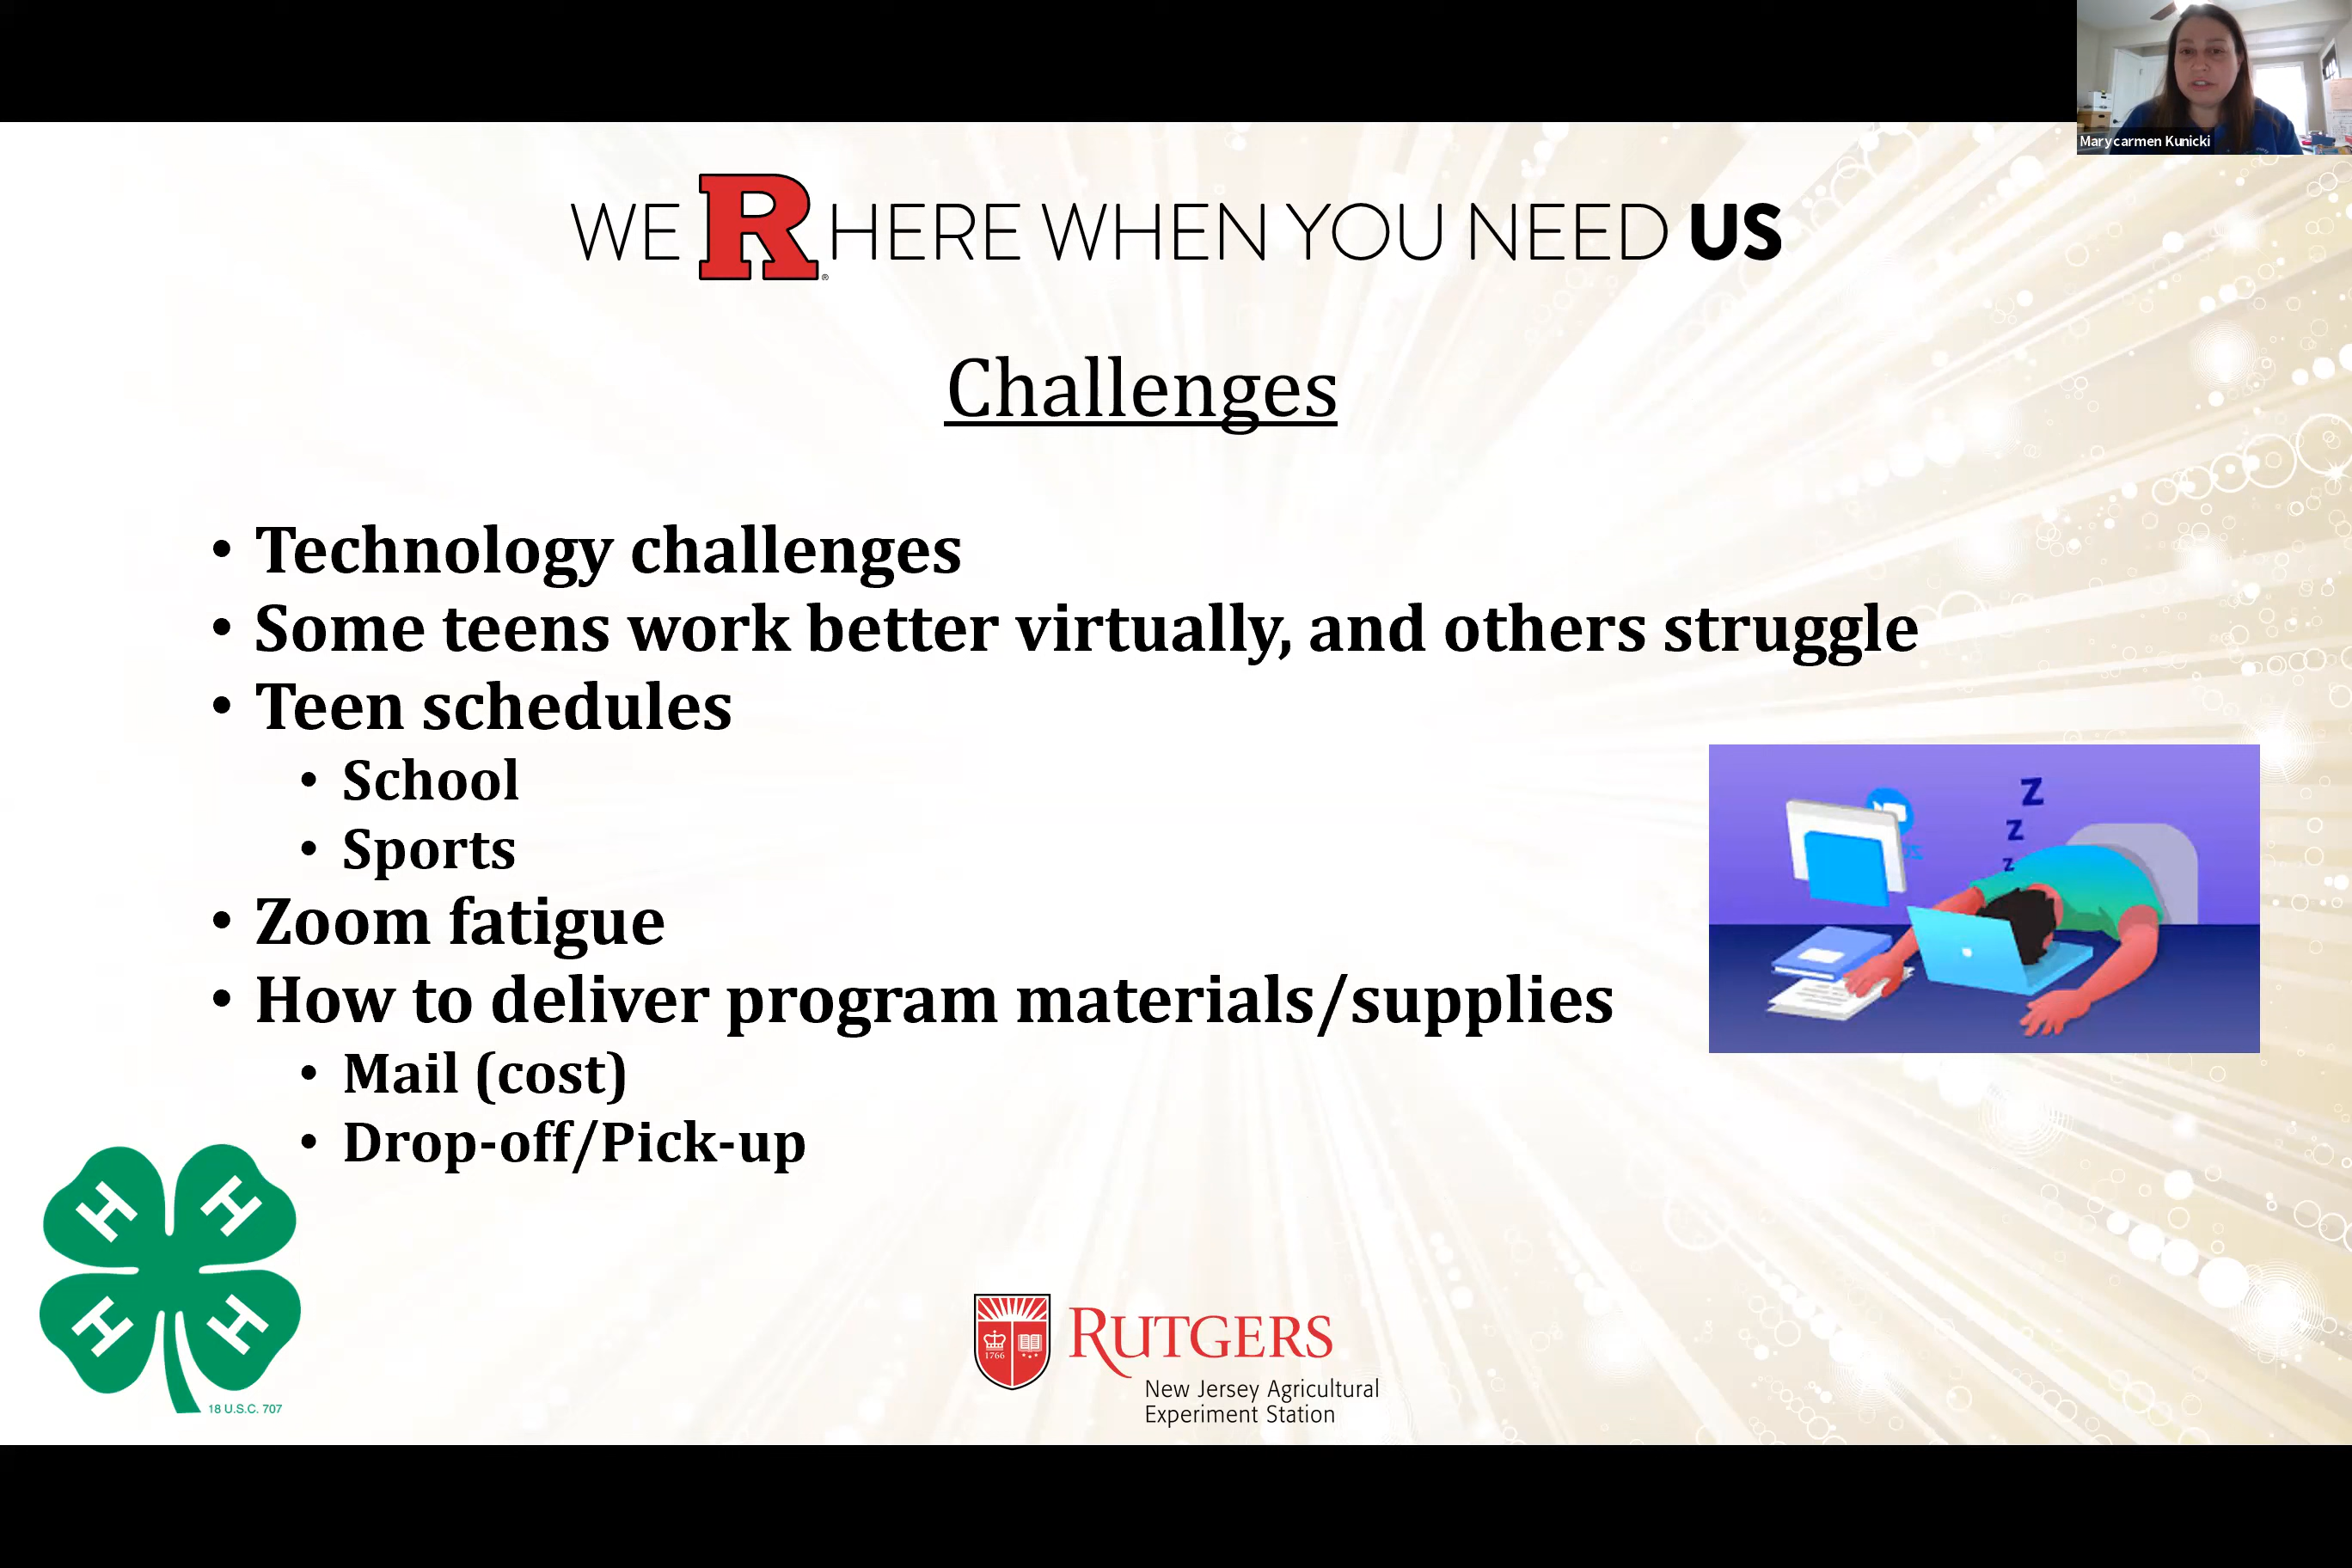 Marycarmen Kunicki
WE R HERE WHEN YOU NEED US
®
Challenges
• Technology challenges
• Some teens work better virtually, and others struggle
• Teen schedules
• School
• Sports
• Zoom fatigue
• How to deliver program materials/supplies
• Mail (cost)
• Drop-off/Pick-up
Z
Z
Z
H H
H H
18 U.S.C. 707
1766
RUTGERS
New Jersey Agricultural
Experiment Station